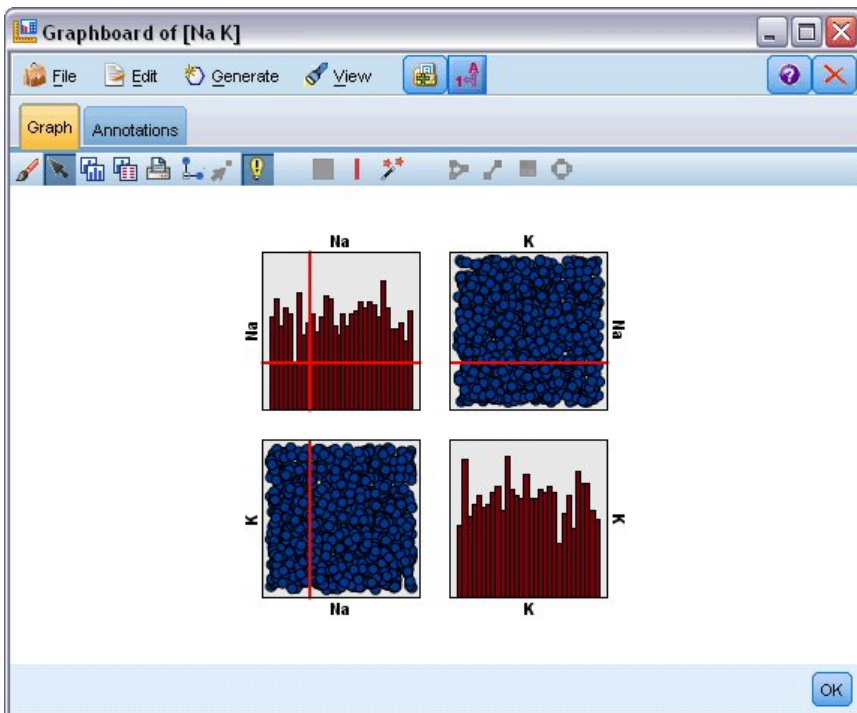 Graphboard of [Na K]
File Edit Generate View
Graph Annotations
Na K
Na Na
K K
Na K
OK